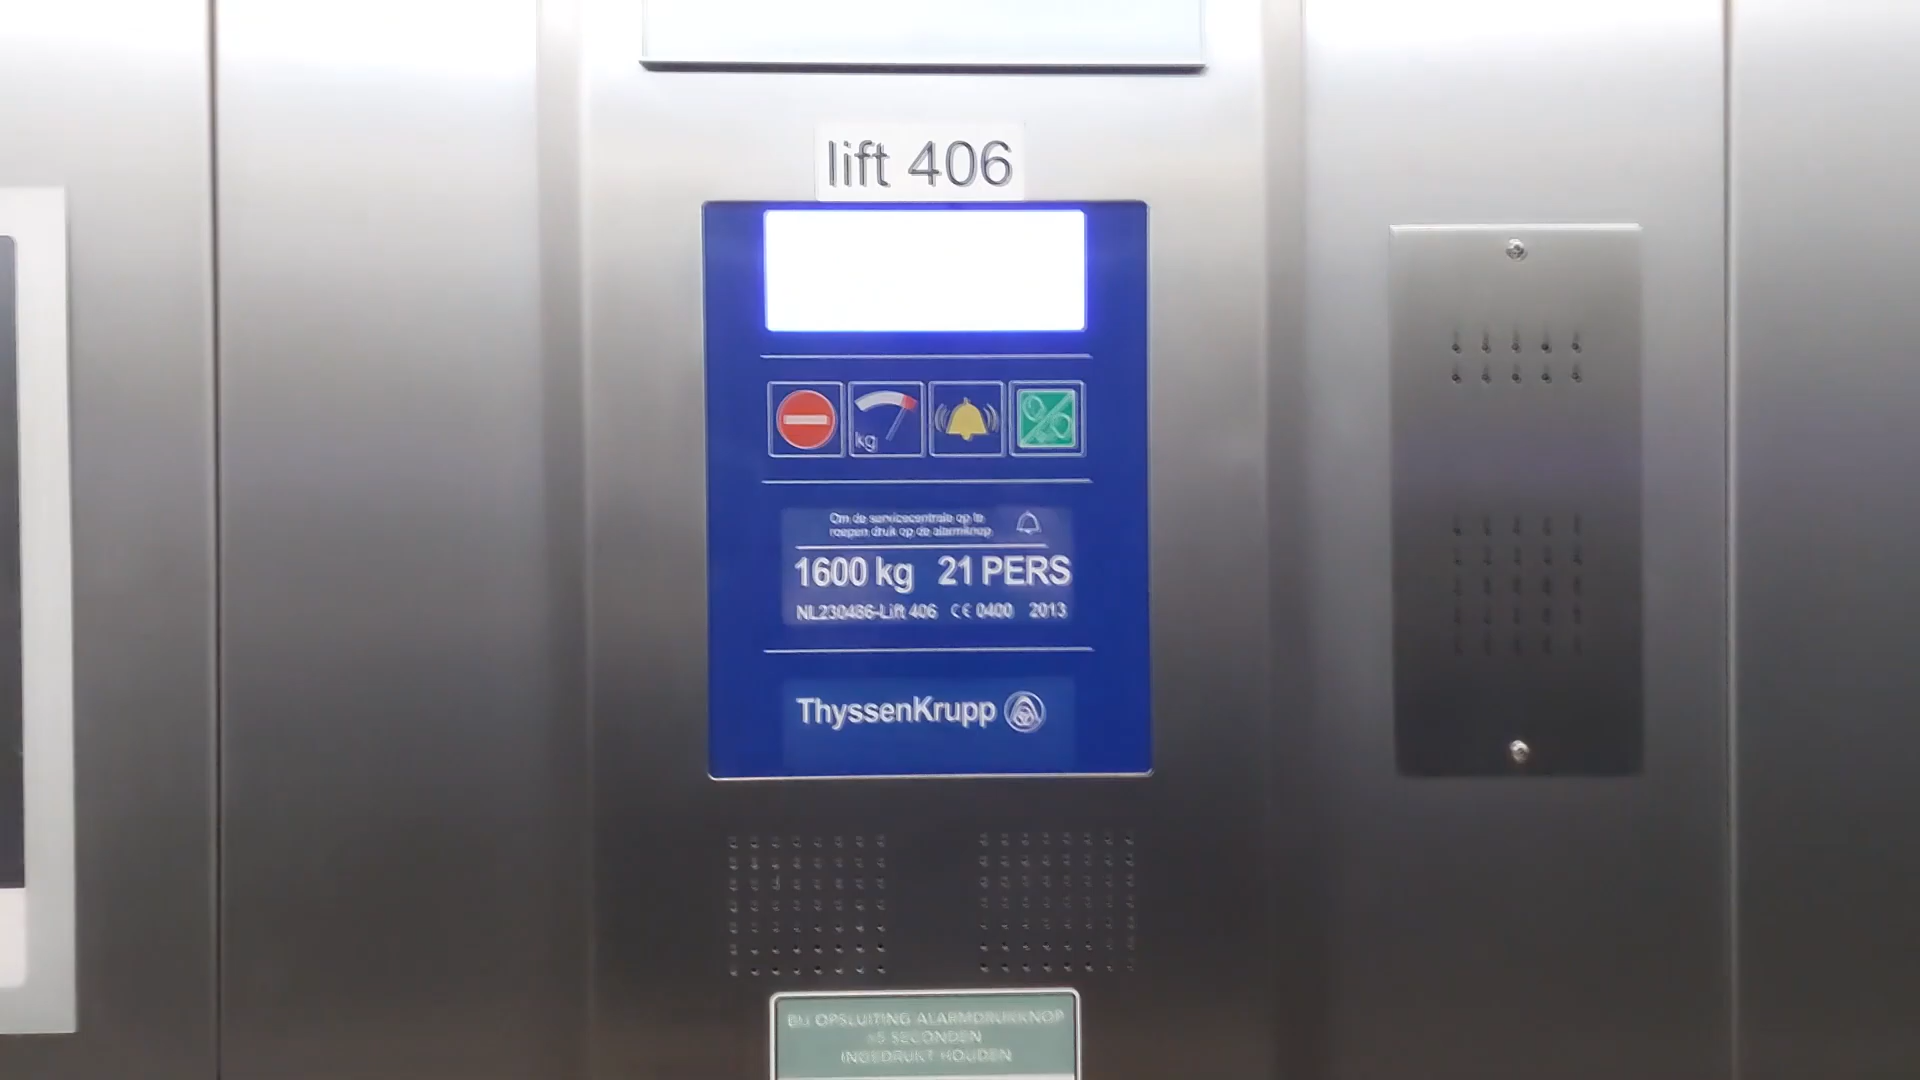 lift 406
kg
Om de servicecentrale op te
roepen druk op de alarmknop
1600 kg 21 PERS
NL230486-Lift 406 CE 0400 2013
ThyssenKrupp
BIJ OPSLUITING ALARMDRUKKNOP
±5 SECONDEN
INGEDRUKT HOUDEN